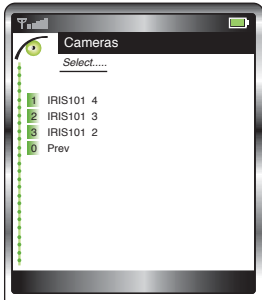 Cameras
Select.....
1 IRIS101 4
2 IRIS101 3
3 IRIS101 2
0 Prev